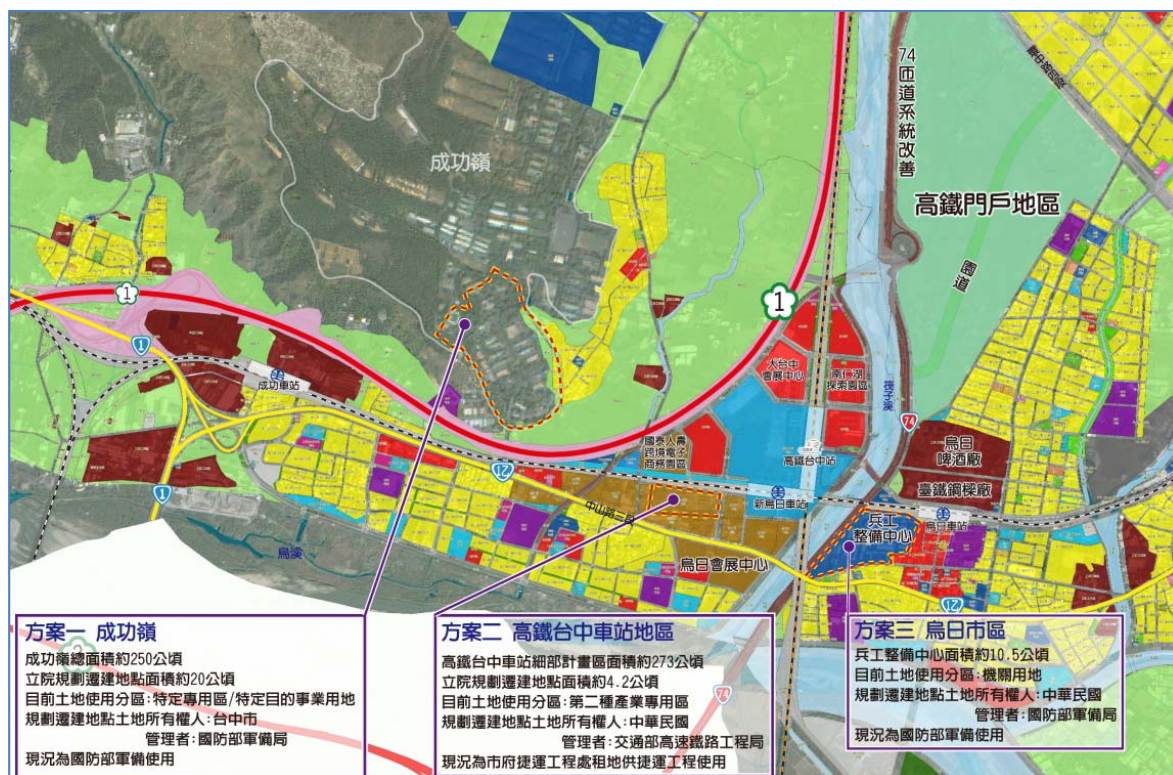 成功嶺
74匝道系統改善
環中路四段
高鐵門戶地區
園道
1
1
1
1
成功車站
大台中
會展中心
南仁湖
探索園區
筏子溪
74
國泰人壽
跨境電子
商務園區
高鐵台中站
烏日
啤酒廠
臺鐵鋼樑廠
12
中山路三段
新烏日車站
兵工
整備中心
烏日車站
烏溪
烏日會展中心
12
方案一 成功嶺
成功嶺總面積約250公頃
立院規劃遷建地點面積約20公頃
目前土地使用分區:特定專用區/特定目的事業用地
規劃遷建地點土地所有權人:台中市
管理者:國防部軍備局
現況為國防部軍備使用
方案二 高鐵台中車站地區
高鐵台中車站細部計畫區面積約273公頃
立院規劃遷建地點面積約4.2公頃
目前土地使用分區:第二種產業專用區
規劃遷建地點土地所有權人:中華民國
管理者:交通部高速鐵路工程局
現況為市府捷運工程處租地供捷運工程使用
74
方案三 烏日市區
兵工整備中心面積約10.5公頃
目前土地使用分區:機關用地
規劃遷建地點土地所有權人:中華民國
管理者:國防部軍備局
現況為國防部軍備使用